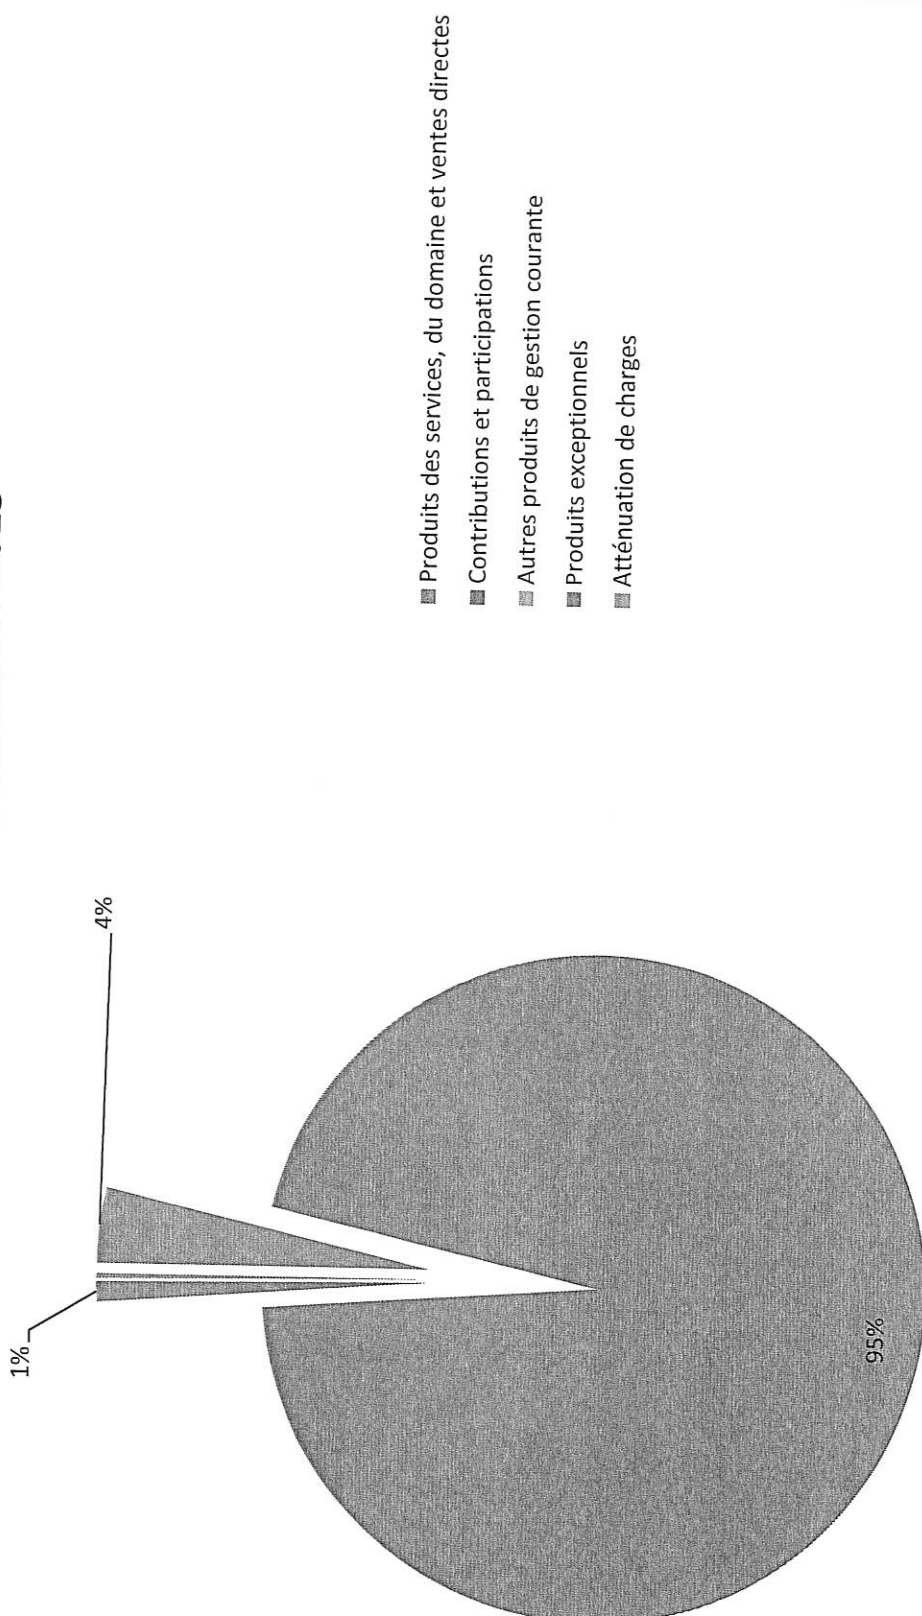 1%
4%
95%
Produits des services, du domaine et ventes directes
Contributions et participations
Autres produits de gestion courante
Produits exceptionnels
Atténuation de charges